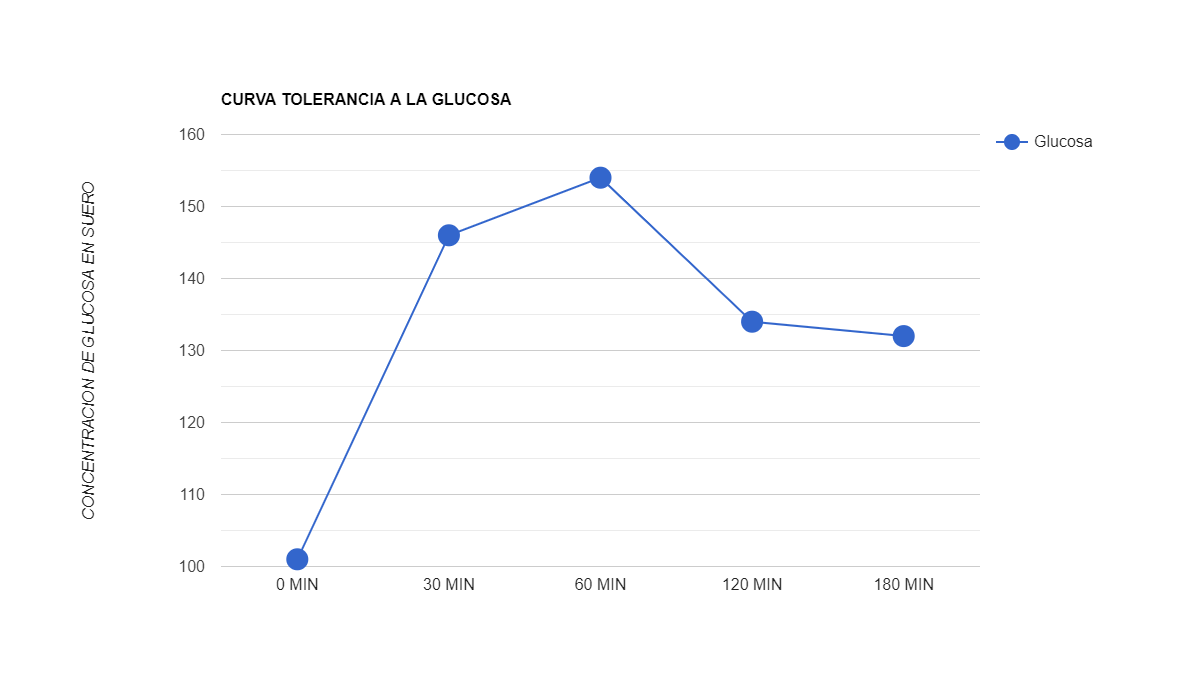 CURVA TOLERANCIA A LA GLUCOSA
CONCENTRACION DE GLUCOSA EN SUERO
160
150
140
130
120
110
100
0 MIN
30 MIN
60 MIN
120 MIN
180 MIN
Glucosa